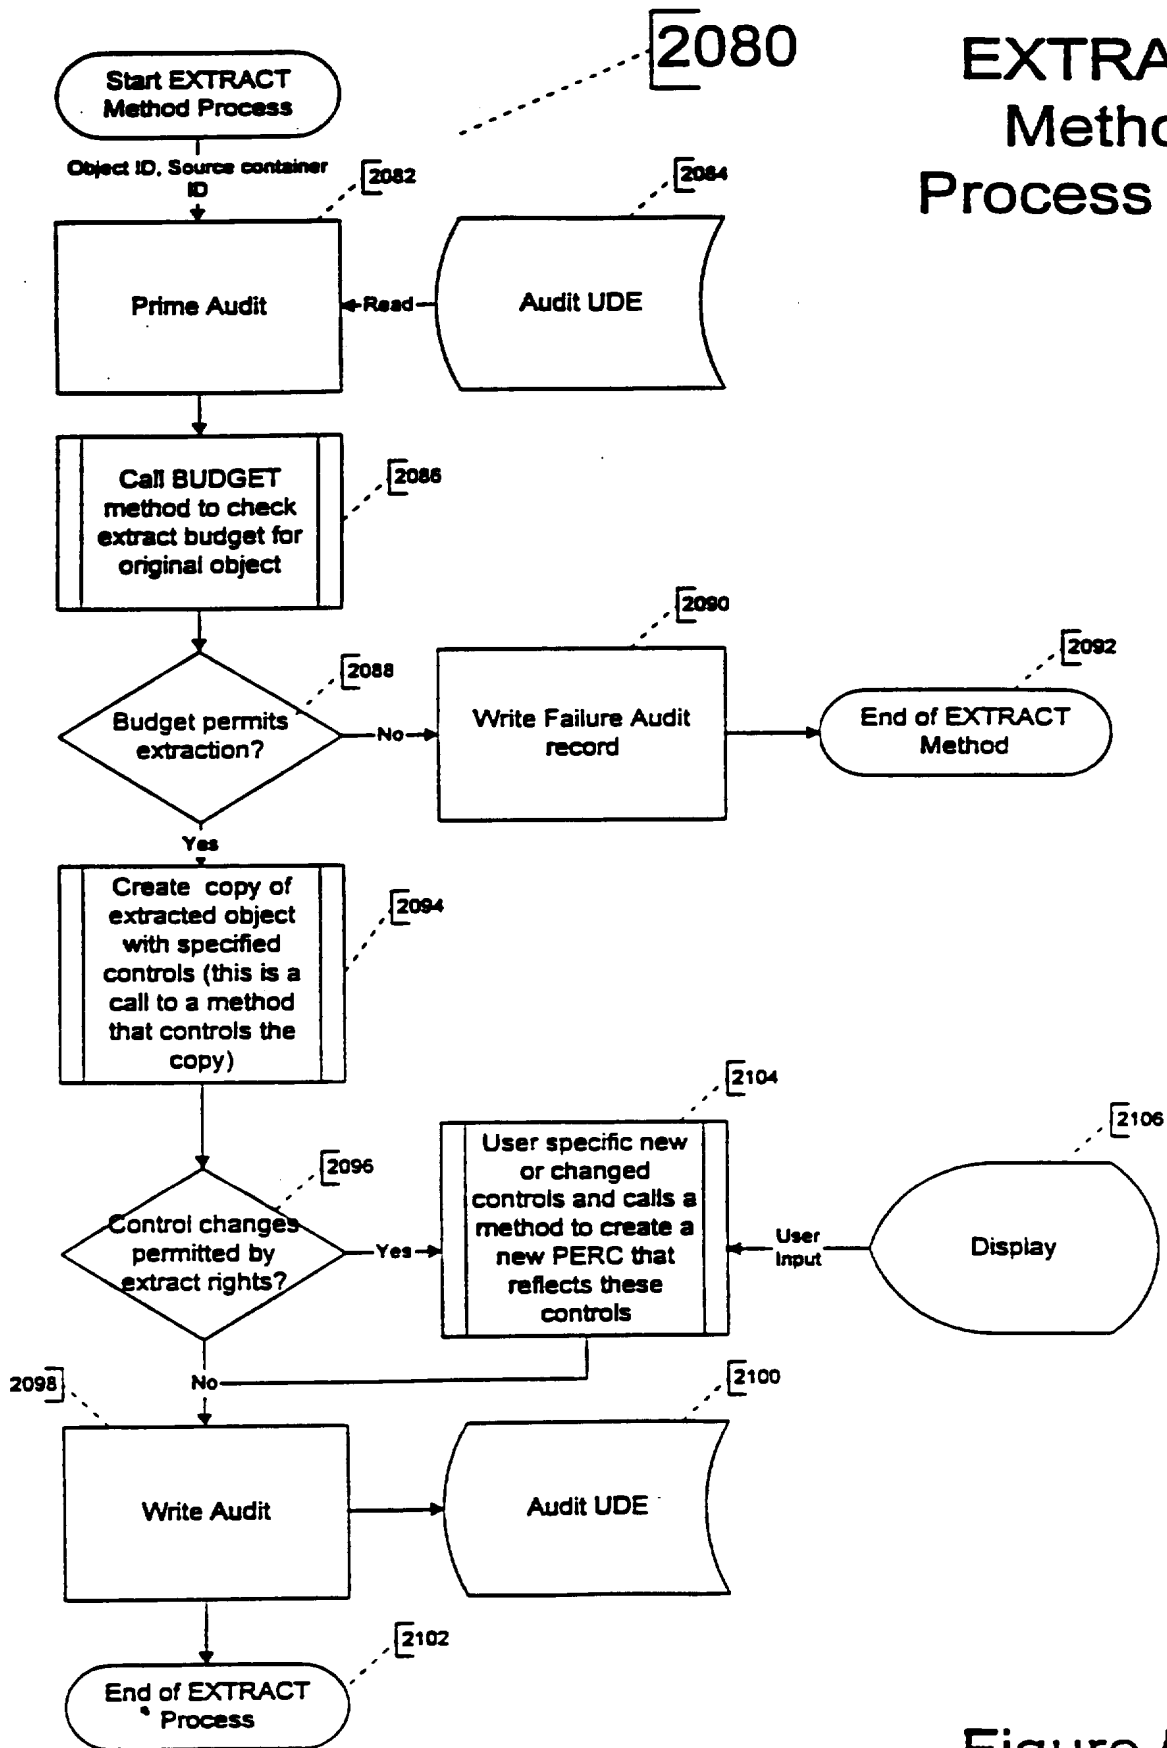 2080
EXTRA
Metho
Process
Start EXTRACT
Method Process
Object ID, Source container
ID
2082
2084
Prime Audit
Read
Audit UDE
Call BUDGET
method to check
extract budget for
original object
2086
2088
Budget permits
extraction?
No
2090
Write Failure Audit
record
2092
End of EXTRACT
Method
Yes
Create copy of
extracted object
with specified
controls (this is a
call to a method
that controls the
copy)
2094
2096
Control changes
permitted by
extract rights?
Yes
2104
User specific new
or changed
controls and calls a
method to create a
new PERC that
reflects these
controls
User
Input
2106
Display
No
2098
Write Audit
2100
Audit UDE
2102
End of EXTRACT
Process
Figure